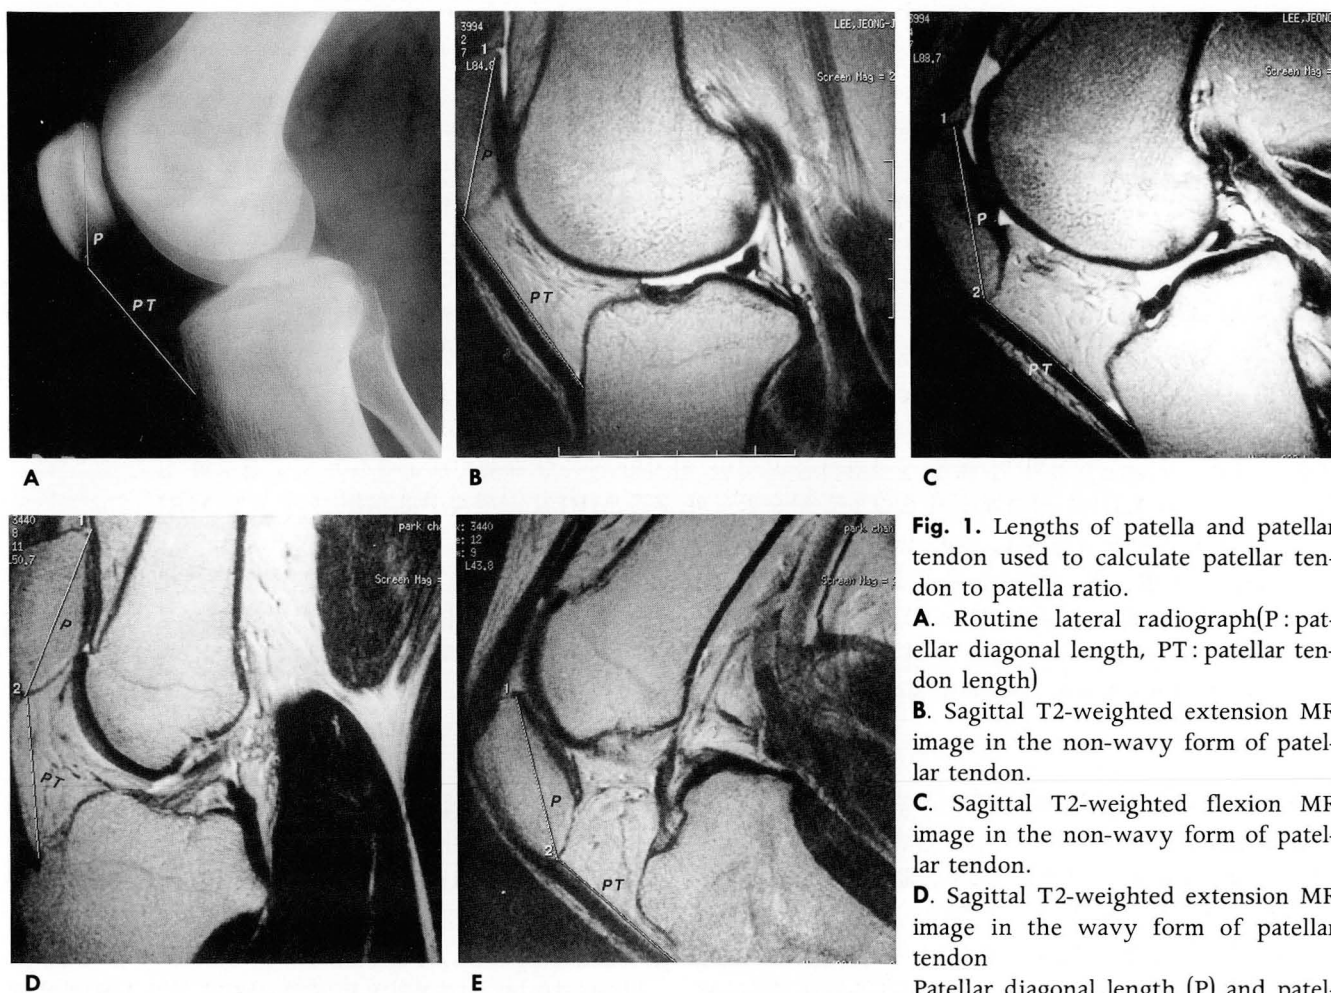 3994
2
7
L84.0
1
LEE,JEONG-J
Screen Mag = 2
P
PT
P
PT
A
B
3994
2
7
L88.7
LEE,JEONG
Screen Mag =
1
P
2
PT
C
3440
8
11
L50.7
1
park cha
Screen Mag =
P
2
PT
D
x: 3440
e: 12
w: 9
L43.8
park chan
Screen Mag =
1
P
2
PT
E
Fig. 1. Lengths of patella and patellar
tendon used to calculate patellar ten-
don to patella ratio.
A. Routine lateral radiograph(P : pat-
ellar diagonal length, PT : patellar ten-
don length)
B. Sagittal T2-weighted extension MR
image in the non-wavy form of patel-
lar tendon.
C. Sagittal T2-weighted flexion MR
image in the non-wavy form of patel-
lar tendon.
D. Sagittal T2-weighted extension MR
image in the wavy form of patellar
tendon
Patellar diagonal length (P) and patel-